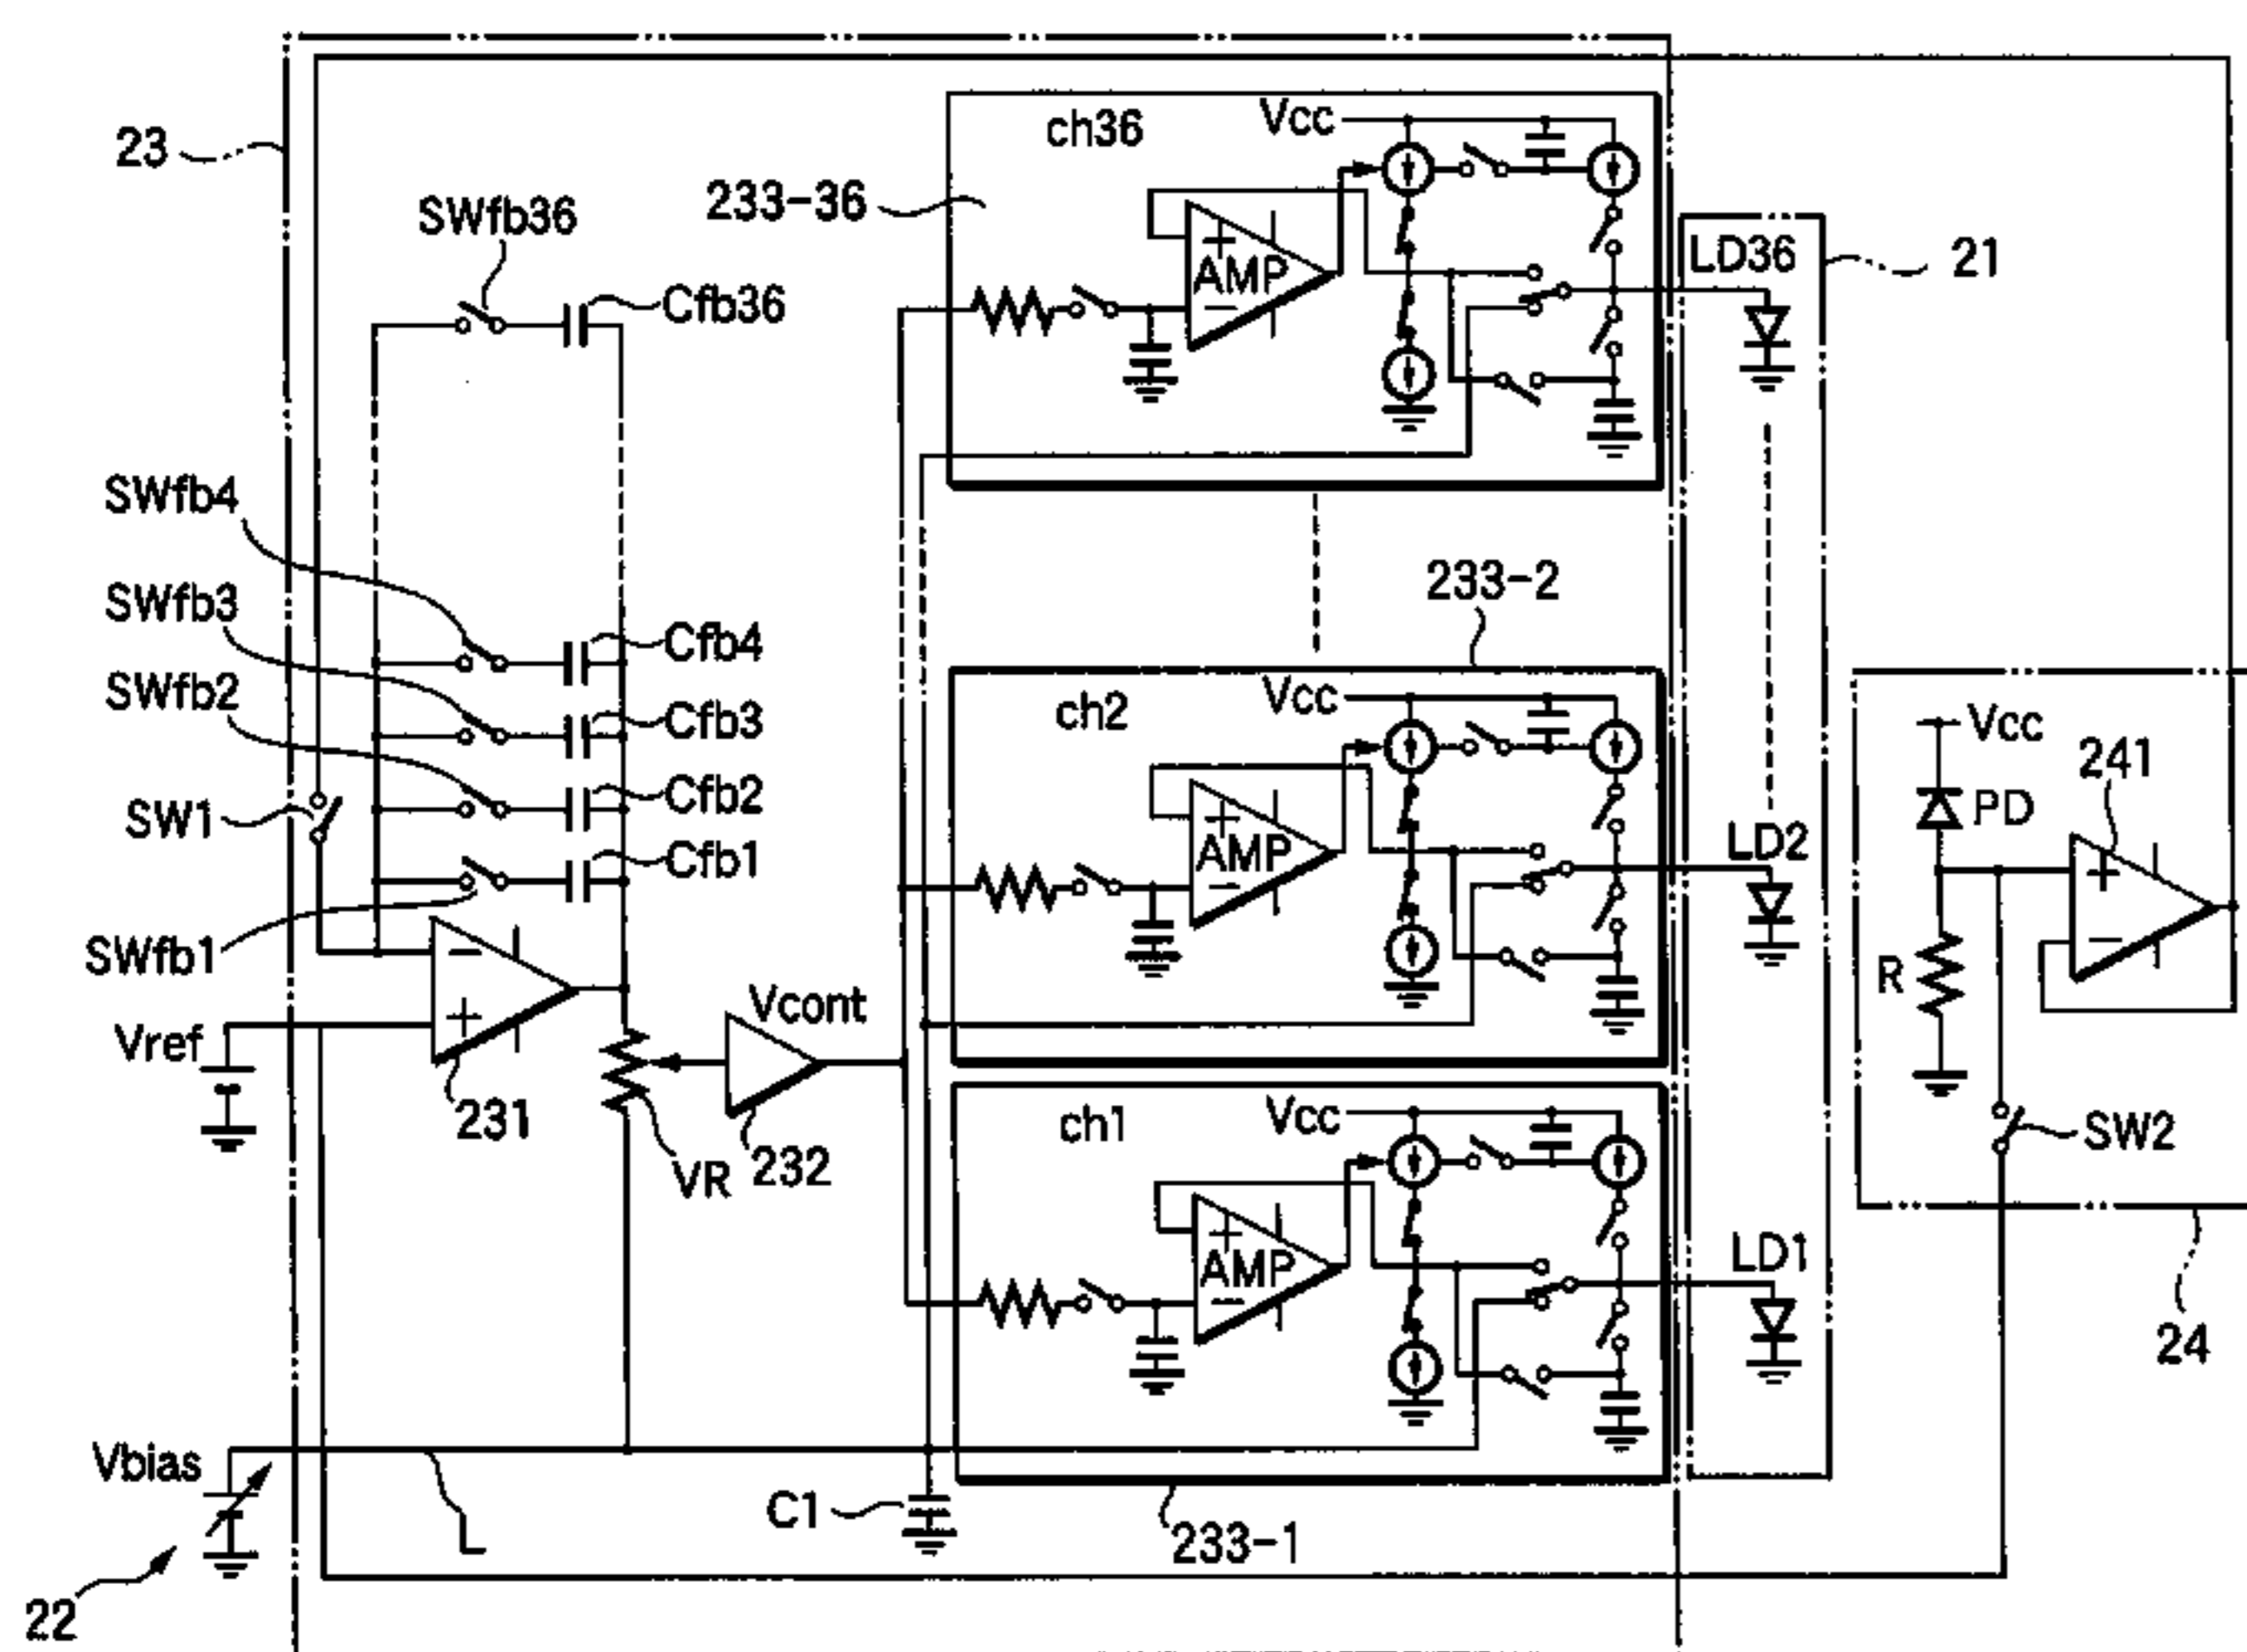 23
ch36
Vcc
233-36
SWfb36
Cfb36
+
AMP
−
LD36
21
SWfb4
SWfb3
SWfb2
SW1
SWfb1
Cfb4
Cfb3
Cfb2
Cfb1
233-2
ch2
Vcc
+
AMP
−
LD2
Vcc
PD
241
+
−
R
SW2
24
−
+
Vref
231
VR
232
Vcont
ch1
Vcc
+
AMP
−
LD1
Vbias
L
C1
233-1
22